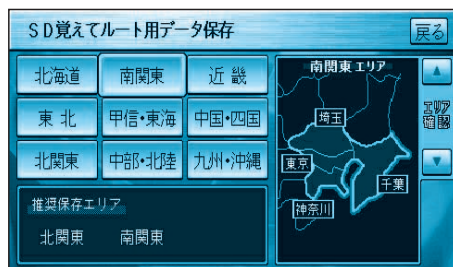 SD覚えてルート用データ保存
戻る
北海道 南関東 近畿
東北 甲信・東海 中国・四国
北関東 中部・北陸 九州・沖縄
推奨保存エリア
北関東 南関東
南関東エリア
埼玉
東京
千葉
神奈川
▲
エリア
確認
▼